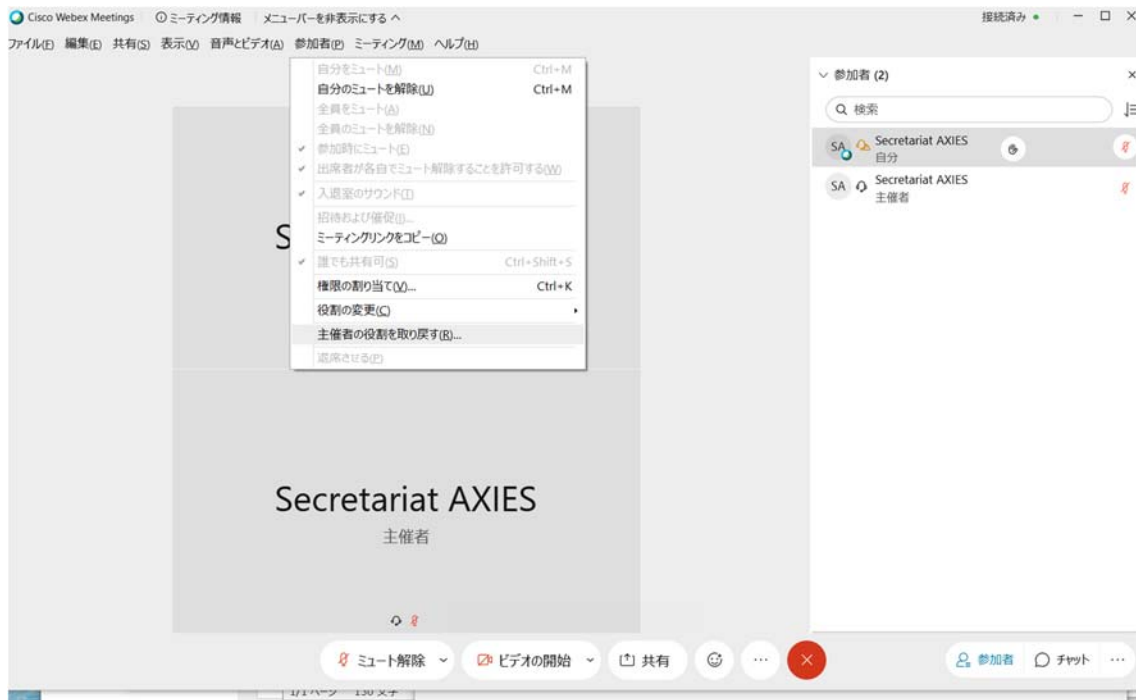 Cisco Webex Meetings ミーティング情報 メニューバーを非表示にする 接続済み
ファイル(F) 編集(E) 共有(S) 表示(V) 音声とビデオ(A) 参加者(P) ミーティング(M) ヘルプ(H)
自分をミュート(M) Ctrl+M
自分のミュートを解除(U) Ctrl+M
全員をミュート(A)
全員のミュートを解除(N)
参加時にミュート(E)
出席者が各自でミュート解除することを許可する(W)
入退室のサウンド(T)
招待および催促(I)...
ミーティングリンクをコピー(O)
誰でも共有可(S) Ctrl+Shift+S
権限の割り当て(V)... Ctrl+K
役割の変更(C)
主催者の役割を取り戻す(R)...
退席させる(P)
S
Secretariat AXIES
主催者
参加者 (2)
検索
SA Secretariat AXIES
自分
SA Secretariat AXIES
主催者
ミュート解除 ビデオの開始 共有 ... 参加者 チャット ...
1/1 ページ 130 文字